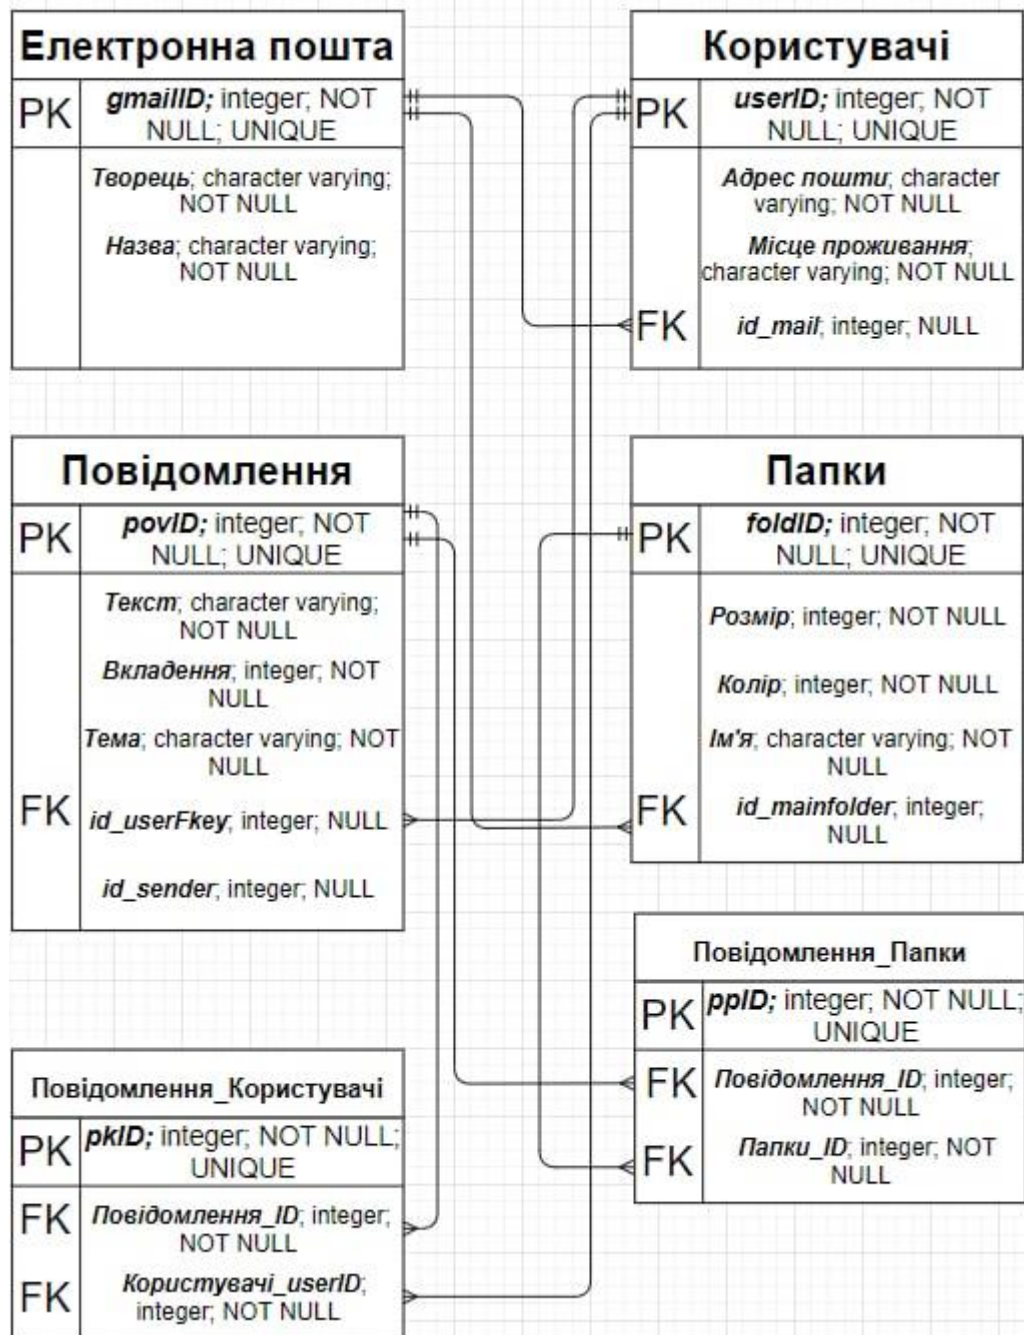 Електронна пошта
PK
gmailID; integer; NOT
NULL; UNIQUE
Творець; character varying;
NOT NULL
Назва; character varying;
NOT NULL
Користувачі
PK
userID; integer; NOT
NULL; UNIQUE
Адрес пошти; character
varying; NOT NULL
Місце проживання;
character varying; NOT NULL
FK
id_mail; integer; NULL
Повідомлення
PK
povID; integer; NOT
NULL; UNIQUE
Текст; character varying;
NOT NULL
Вкладення; integer; NOT
NULL
Тема; character varying; NOT
NULL
FK
id_userFkey; integer; NULL
id_sender; integer; NULL
Папки
PK
foldID; integer; NOT
NULL; UNIQUE
Розмір; integer; NOT NULL
Колір; integer; NOT NULL
Ім'я; character varying; NOT
NULL
FK
id_mainfolder; integer;
NULL
Повідомлення_Папки
PK
ppID; integer; NOT NULL;
UNIQUE
FK
Повідомлення_ID; integer;
NOT NULL
FK
Папки_ID; integer; NOT
NULL
Повідомлення_Користувачі
PK
pkID; integer; NOT NULL;
UNIQUE
FK
Повідомлення_ID; integer;
NOT NULL
FK
Користувачі_userID;
integer; NOT NULL